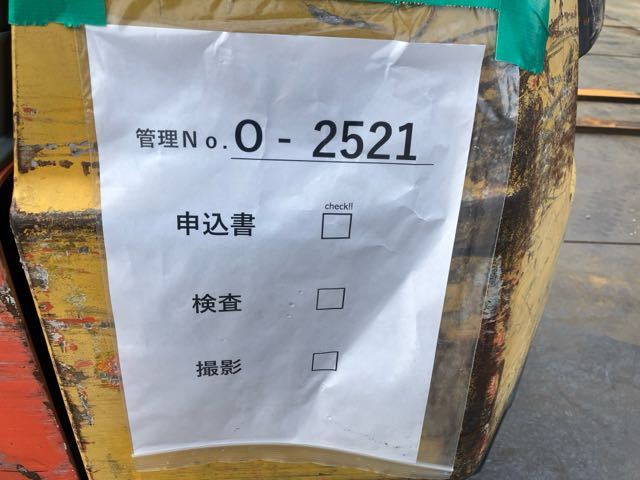 管理No. O - 2521
check!!
申込書 □
検査 □
撮影 □